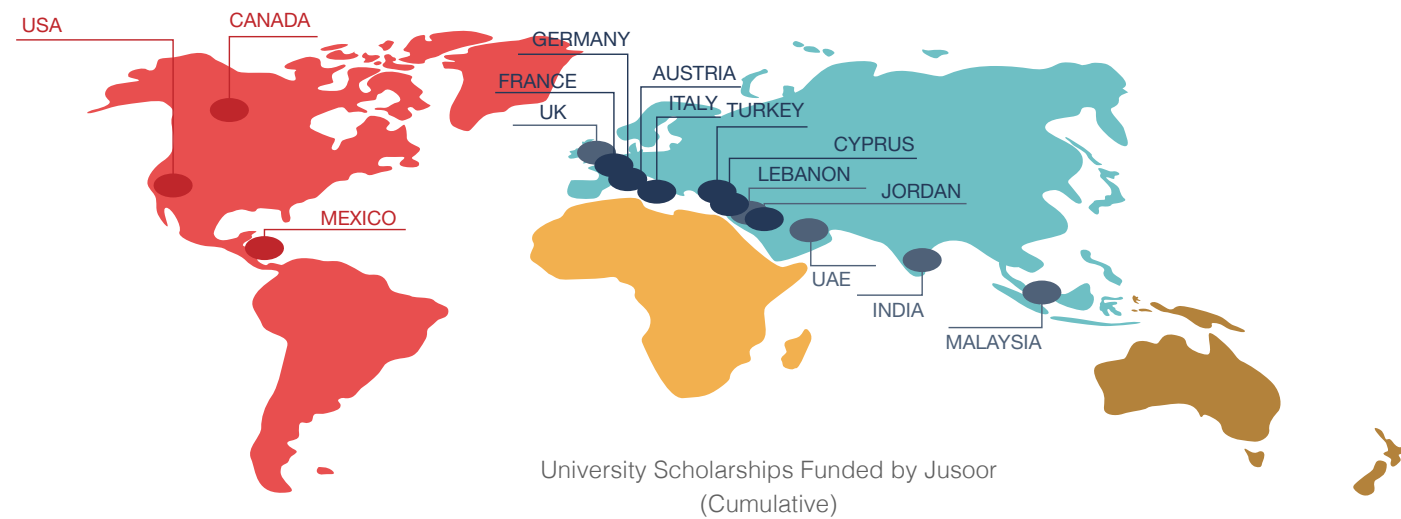 USA
CANADA
GERMANY
FRANCE
AUSTRIA
UK
ITALY
TURKEY
CYPRUS
LEBANON
JORDAN
MEXICO
UAE
INDIA
MALAYSIA
University Scholarships Funded by Jusoor
(Cumulative)